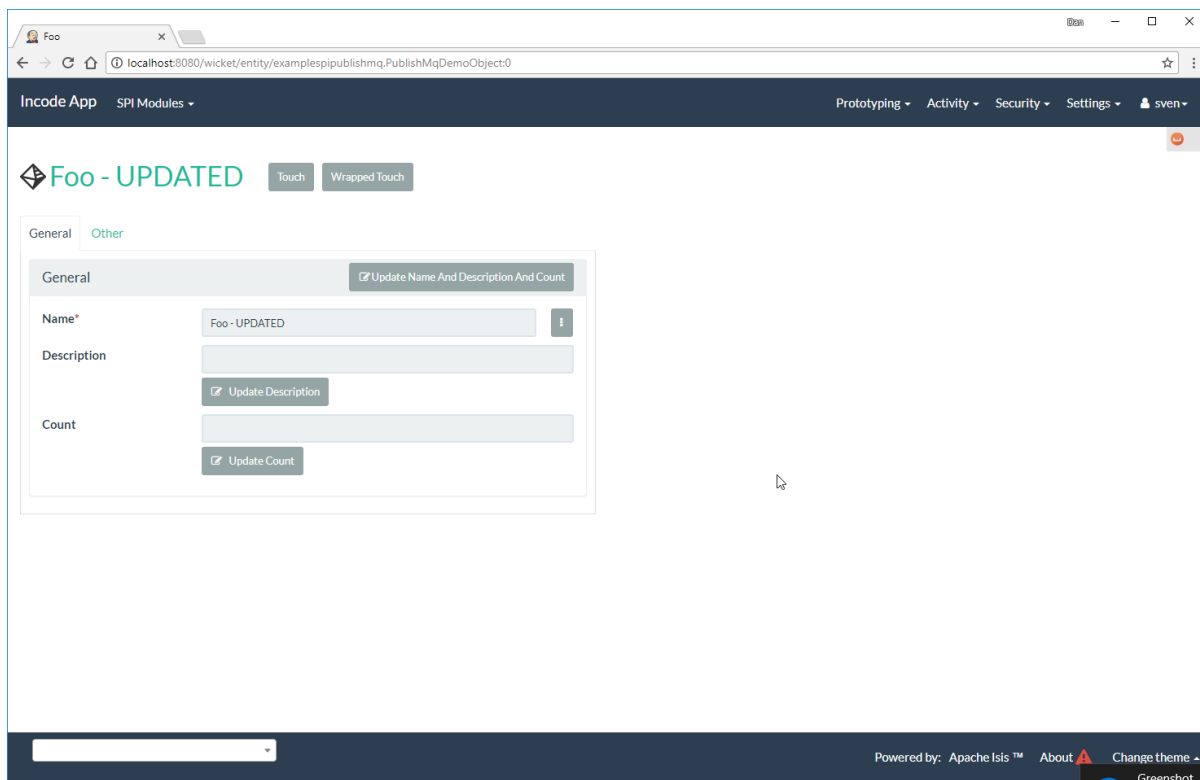 Dan
Foo
localhost:8080/wicket/entity/examplespipublishmq.PublishMqDemoObject:0
Incode App SPI Modules Prototyping Activity Security Settings sven
Foo - UPDATED Touch Wrapped Touch
General Other
General Update Name And Description And Count
Name* Foo - UPDATED
Description
Update Description
Count
Update Count
Powered by: Apache Isis ™ About Change theme
Greenshot